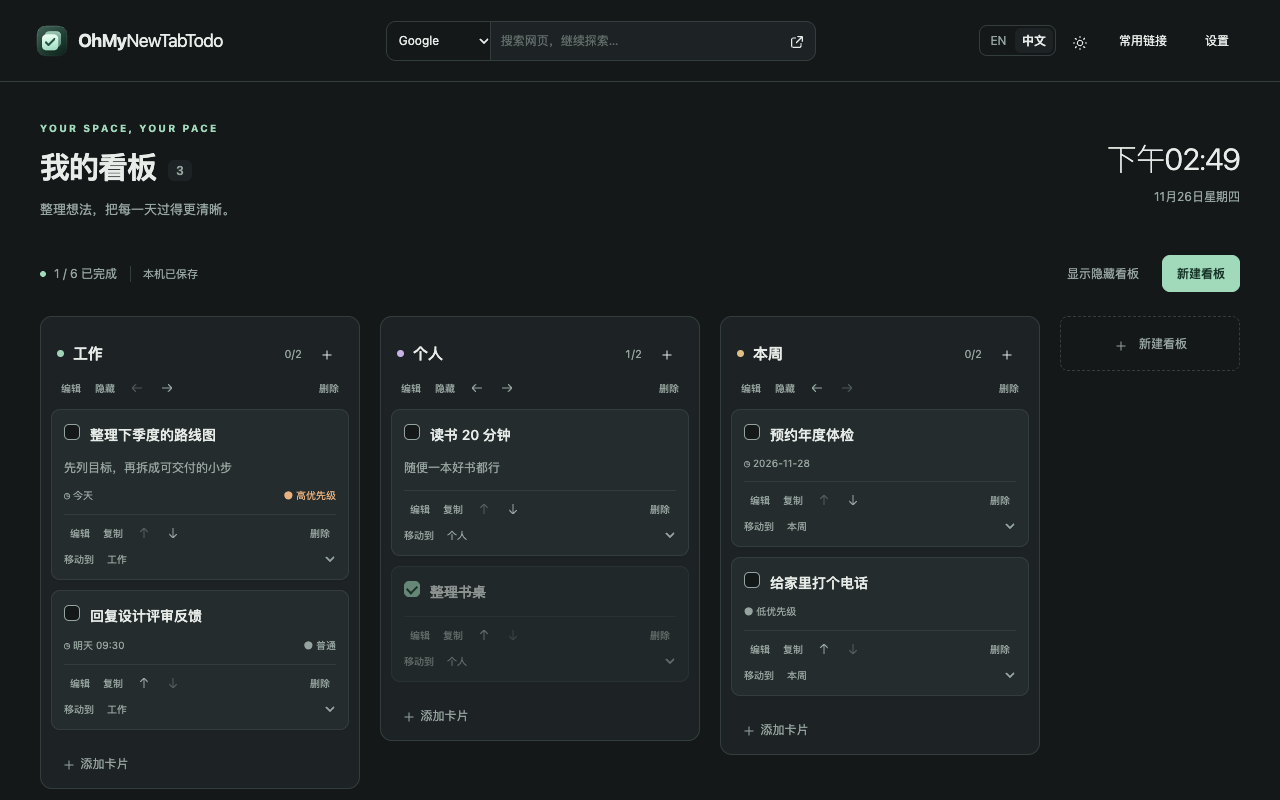 OhMyNewTabTodo
Google
搜索网页，继续探索...
EN 中文
常用链接
设置
YOUR SPACE, YOUR PACE
我的看板 3
整理想法，把每一天过得更清晰。
下午02:49
11月26日星期四
1 / 6 已完成
本机已保存
显示隐藏看板
新建看板
工作 0/2 +
编辑 隐藏 ← → 删除
整理下季度的路线图
先列目标，再拆成可交付的小步
今天 高优先级
编辑 复制 ↑ ↓ 删除
移动到 工作
回复设计评审反馈
明天 09:30 普通
编辑 复制 ↑ ↓ 删除
移动到 工作
+ 添加卡片
个人 1/2 +
编辑 隐藏 ← → 删除
读书 20 分钟
随便一本好书都行
编辑 复制 ↑ ↓ 删除
移动到 个人
整理书桌
编辑 复制 ↑ ↓ 删除
移动到 个人
+ 添加卡片
本周 0/2 +
编辑 隐藏 ← → 删除
预约年度体检
2026-11-28
编辑 复制 ↑ ↓ 删除
移动到 本周
给家里打个电话
低优先级
编辑 复制 ↑ ↓ 删除
移动到 本周
+ 添加卡片
+ 新建看板